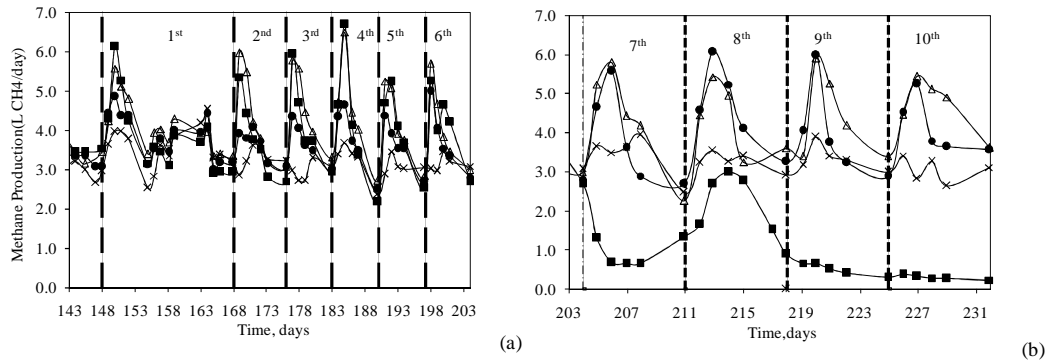 Methane Production(L CH4/day)
7.0
6.0
5.0
4.0
3.0
2.0
1.0
0.0
1st 2nd 3rd 4th 5th 6th
143 148 153 158 163 168 173 178 183 188 193 198 203
Time, days
(a)
7.0
6.0
5.0
4.0
3.0
2.0
1.0
0.0
7th 8th 9th 10th
203 207 211 215 219 223 227 231
Time,days
(b)